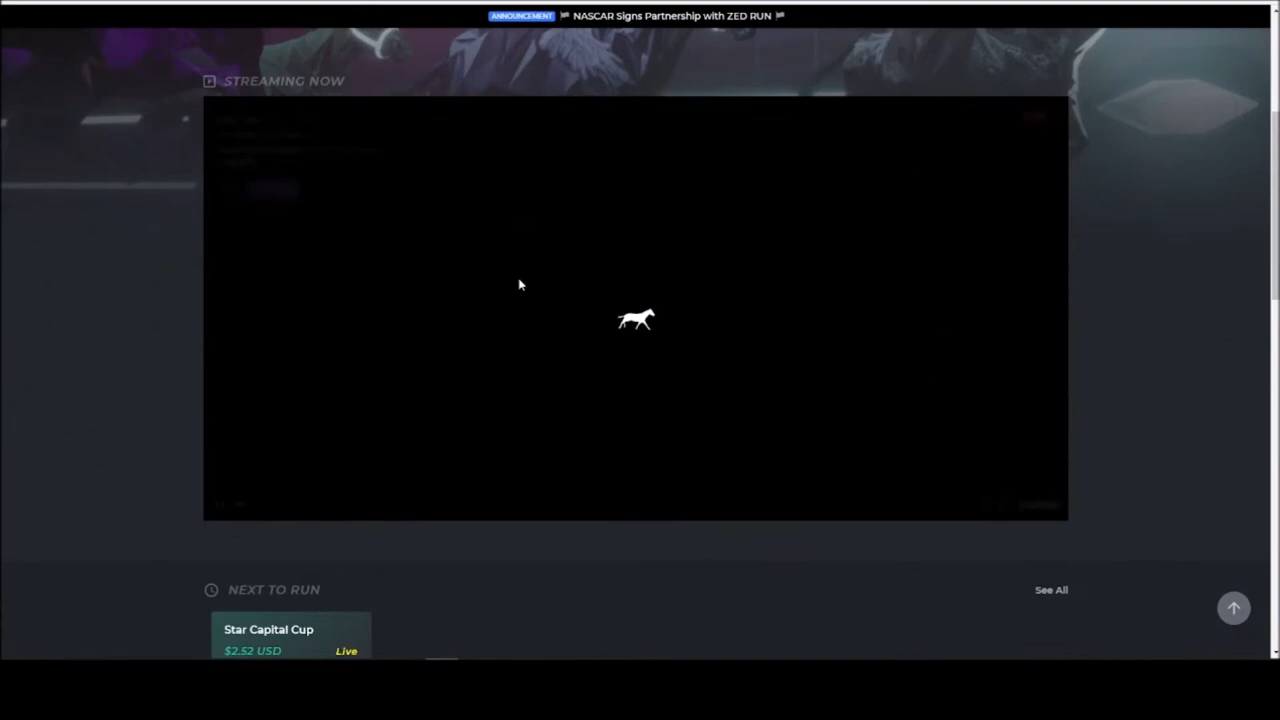 ANNOUNCEMENT NASCAR Signs Partnership with ZED RUN
STREAMING NOW
NEXT TO RUN
See All
Star Capital Cup
$2.52 USD
Live